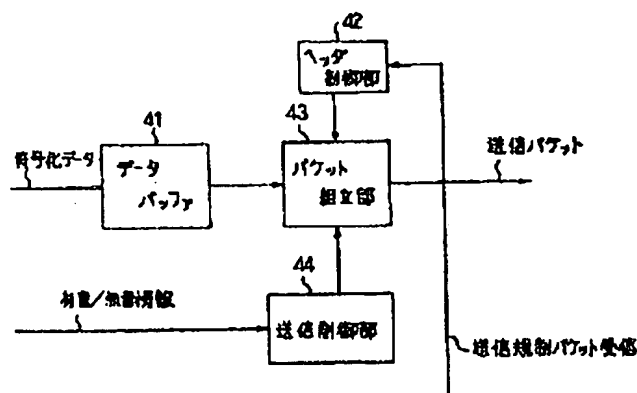 42
ヘッダ
制御部
41
43
符号化データ
データ
バッファ
パケット
組立部
送信パケット
44
有音/無音情報
送信制御部
送信規制パケット受信